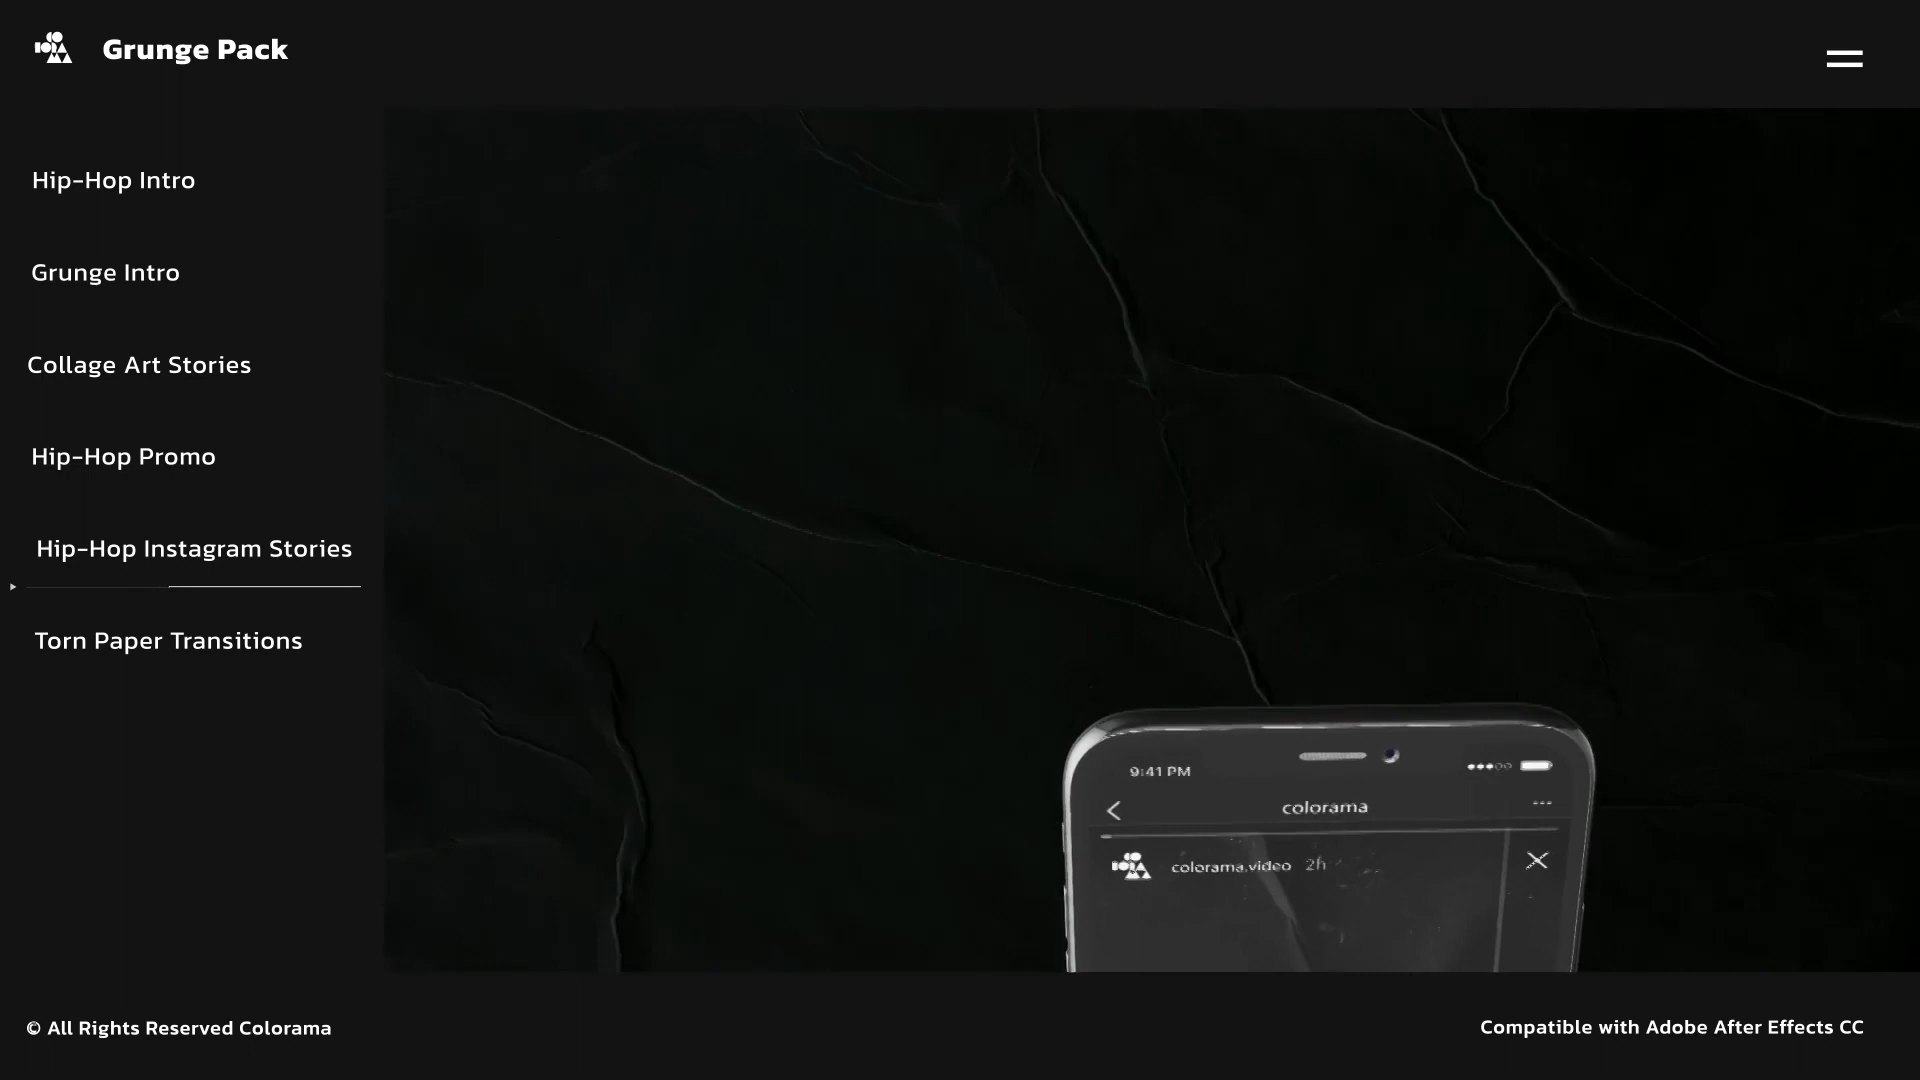 Grunge Pack
Hip-Hop Intro
Grunge Intro
Collage Art Stories
Hip-Hop Promo
Hip-Hop Instagram Stories
Torn Paper Transitions
9:41 PM
colorama
colorama.video 2h
© All Rights Reserved Colorama
Compatible with Adobe After Effects CC